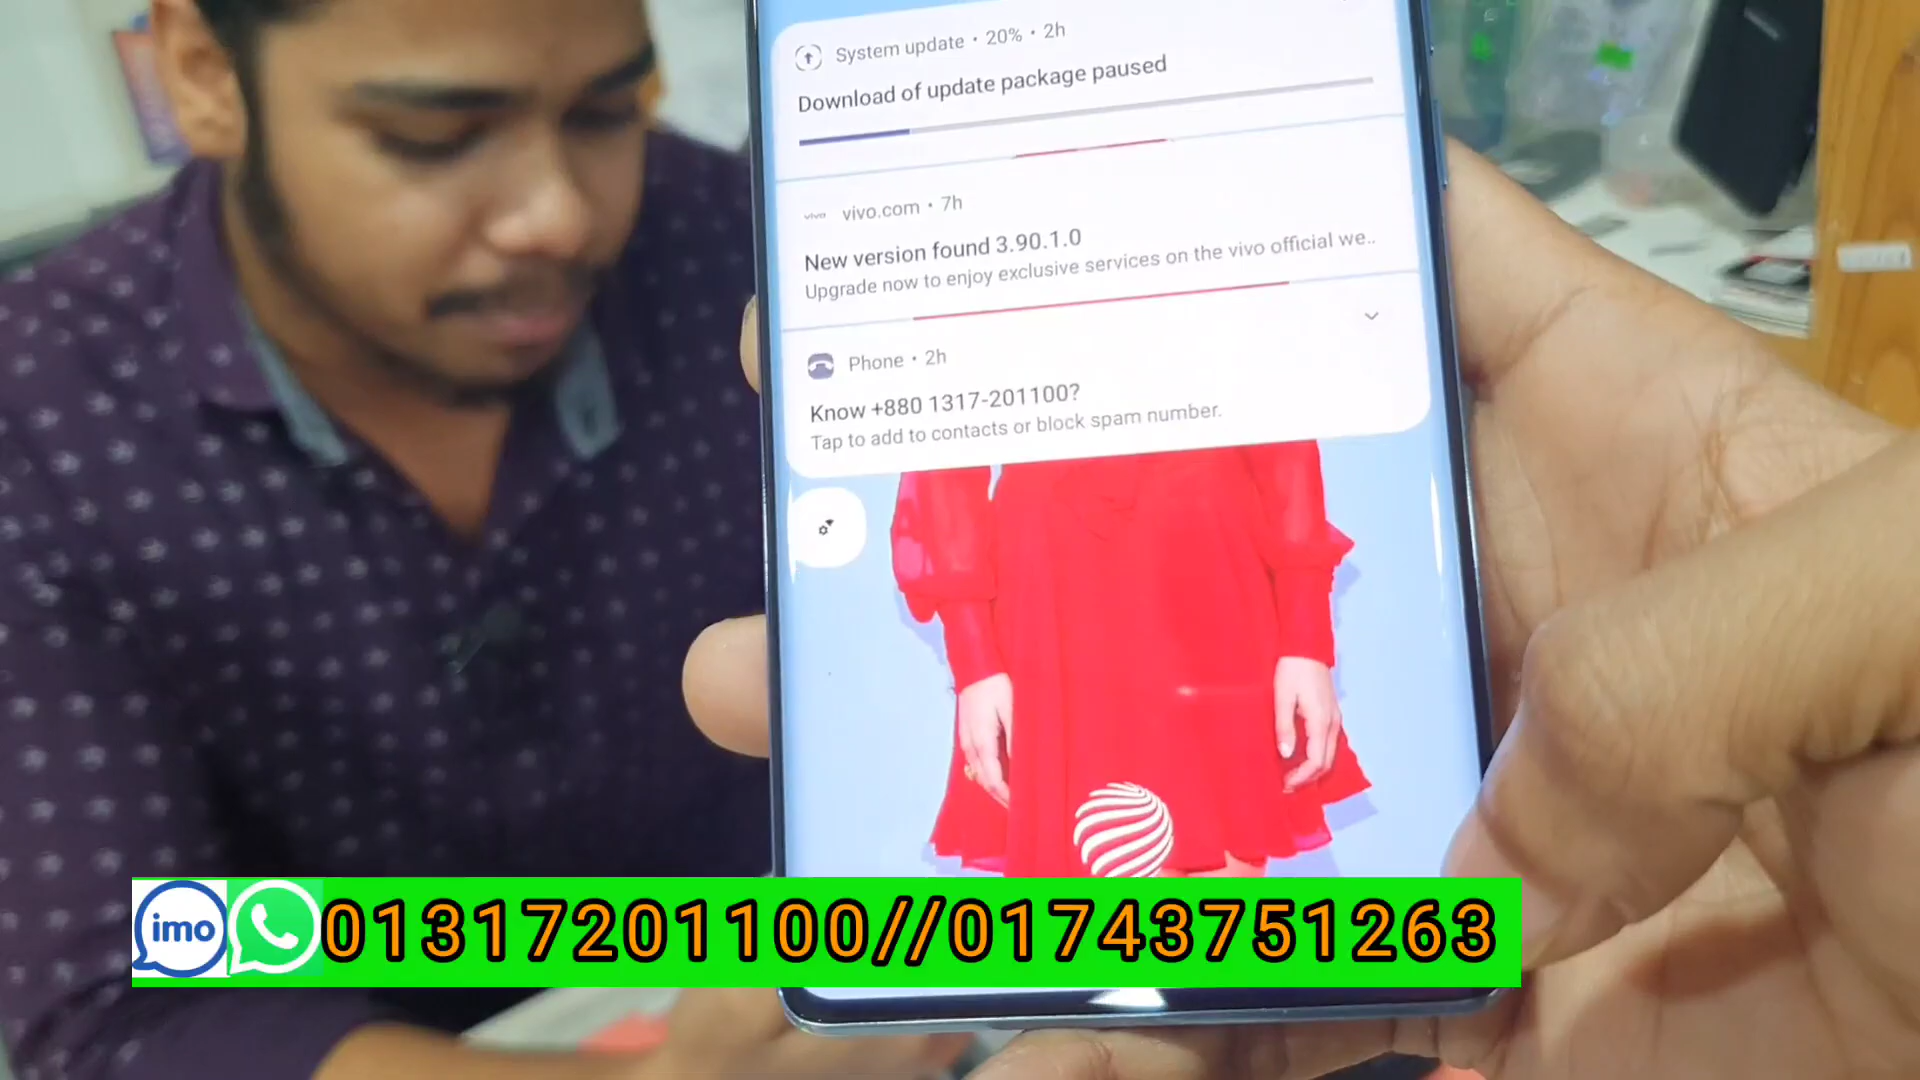 System update • 20% • 2h
Download of update package paused
vivo vivo.com • 7h
New version found 3.90.1.0
Upgrade now to enjoy exclusive services on the vivo official we..
Phone • 2h
Know +880 1317-201100?
Tap to add to contacts or block spam number.
imo 01317201100//01743751263